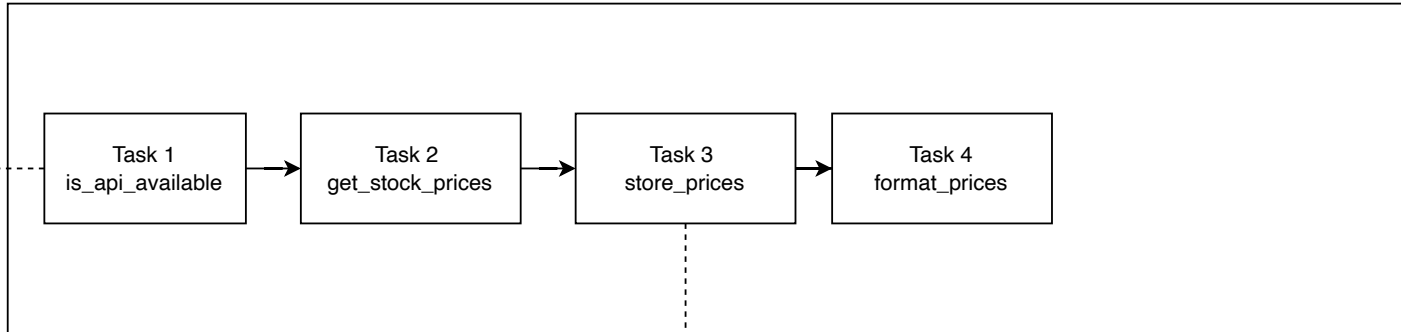 Task 1
is_api_available
Task 2
get_stock_prices
Task 3
store_prices
Task 4
format_prices